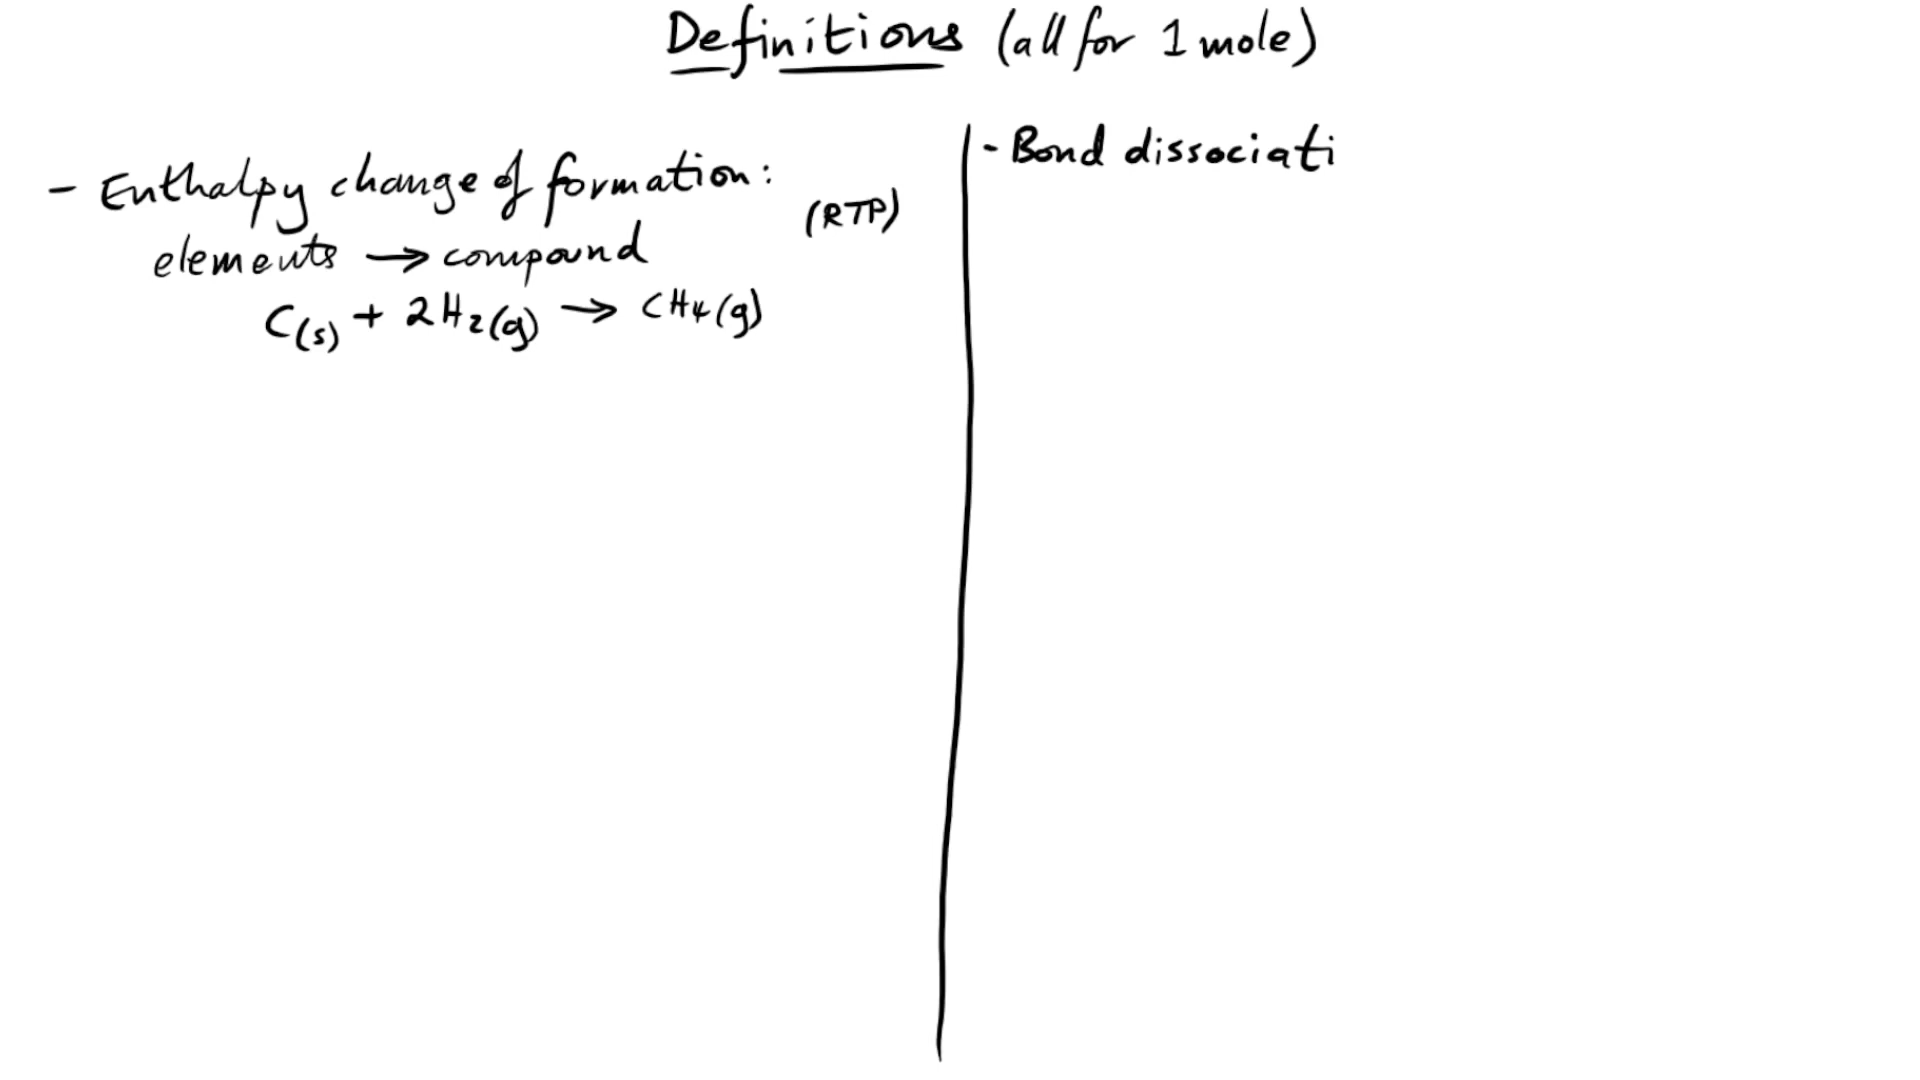 Definitions (all for 1 mole)
- Enthalpy change of formation:
(RTP)
elements → compound
C(s) + 2H₂(g) → CH₄(g)
- Bond dissociati